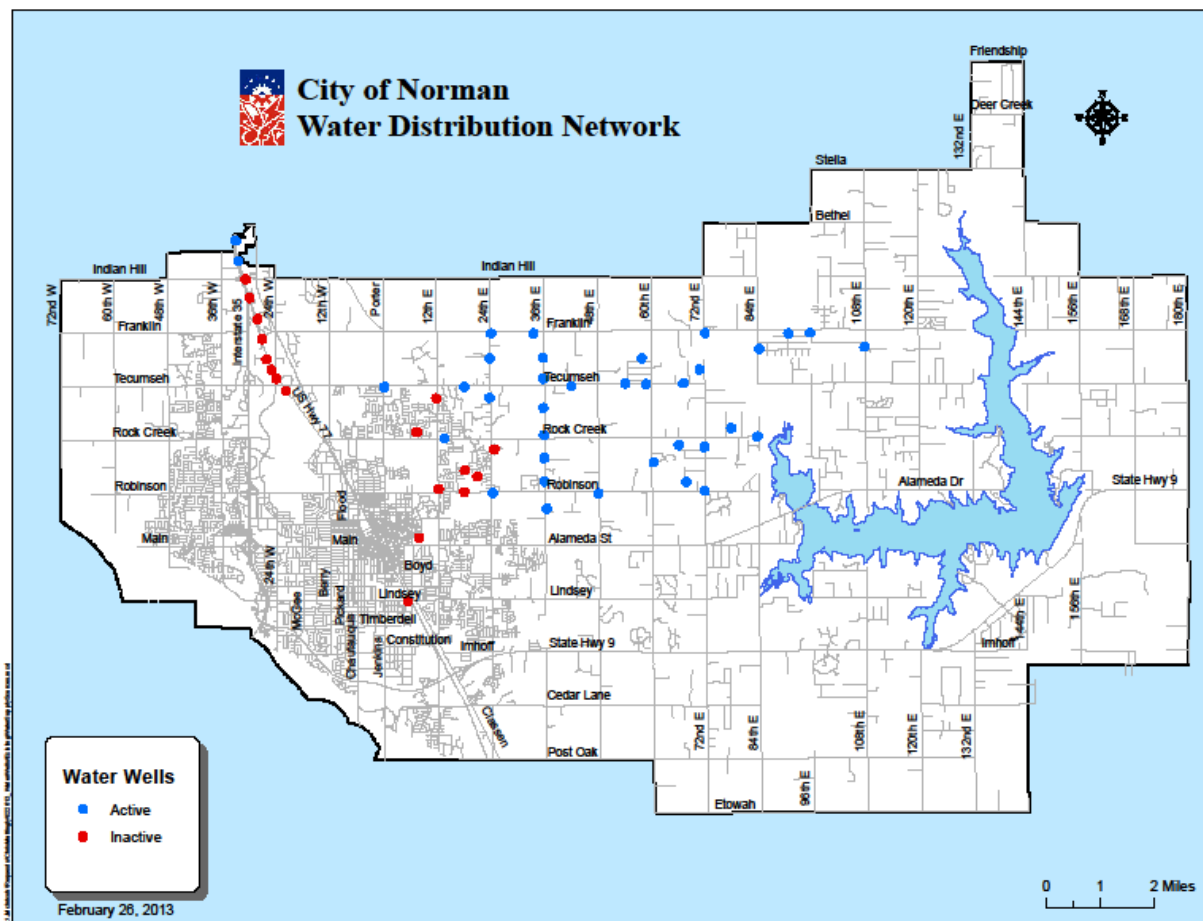 City of Norman
Water Distribution Network
Friendship
Deer Creek
132nd E
Stella
Bethel
Indian Hill
Indian Hill
72nd W
60th W
48th W
36th W
Interstate 35
24th W
12th W
Porter
12th E
24th E
36th E
48th E
60th E
72nd E
84th E
108th E
120th E
144th E
156th E
168th E
180th E
Franklin
Franklin
Tecumseh
Tecumseh
US Hwy 77
Rock Creek
Rock Creek
Robinson
Robinson
Alameda Dr
State Hwy 9
Flood
Main
Main
Alameda St
24th W
Boyd
McGee
Berry
Pickard
Lindsey
Lindsey
Timberdell
Chautauqua
Jenkins
Constitution
Imhoff
State Hwy 9
144th E
156th E
Imhoff
Cedar Lane
Classen
72nd E
84th E
108th E
120th E
132nd E
Post Oak
96th E
Etowah
Water Wells
Active
Inactive
February 26, 2013
0 1 2 Miles